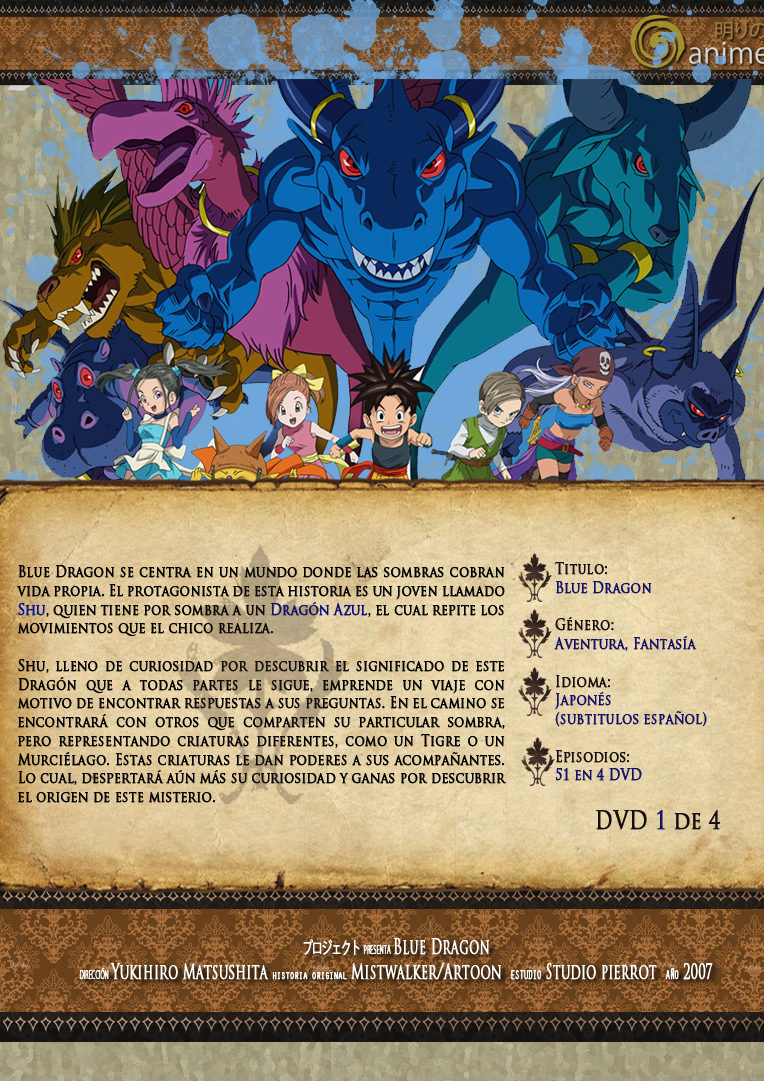 明りの
anime
Blue Dragon se centra en un mundo donde las sombras cobran
vida propia. El protagonista de esta historia es un joven llamado
Shu, quien tiene por sombra a un Dragón Azul, el cual repite los
movimientos que el chico realiza.
Shu, lleno de curiosidad por descubrir el significado de este
Dragón que a todas partes le sigue, emprende un viaje con
motivo de encontrar respuestas a sus preguntas. En el camino se
encontrará con otros que comparten su particular sombra,
pero representando criaturas diferentes, como un Tigre o un
Murciélago. Estas criaturas le dan poderes a sus acompañantes.
Lo cual, despertará aún más su curiosidad y ganas por descubrir
el origen de este misterio.
Titulo:
Blue Dragon
Género:
Aventura, Fantasía
Idioma:
Japonés
(subtitulos español)
Episodios:
51 en 4 DVD
DVD 1 de 4
プロジェクト presenta Blue Dragon
dirección Yukihiro Matsushita historia original Mistwalker/Artoon estudio Studio pierrot año 2007